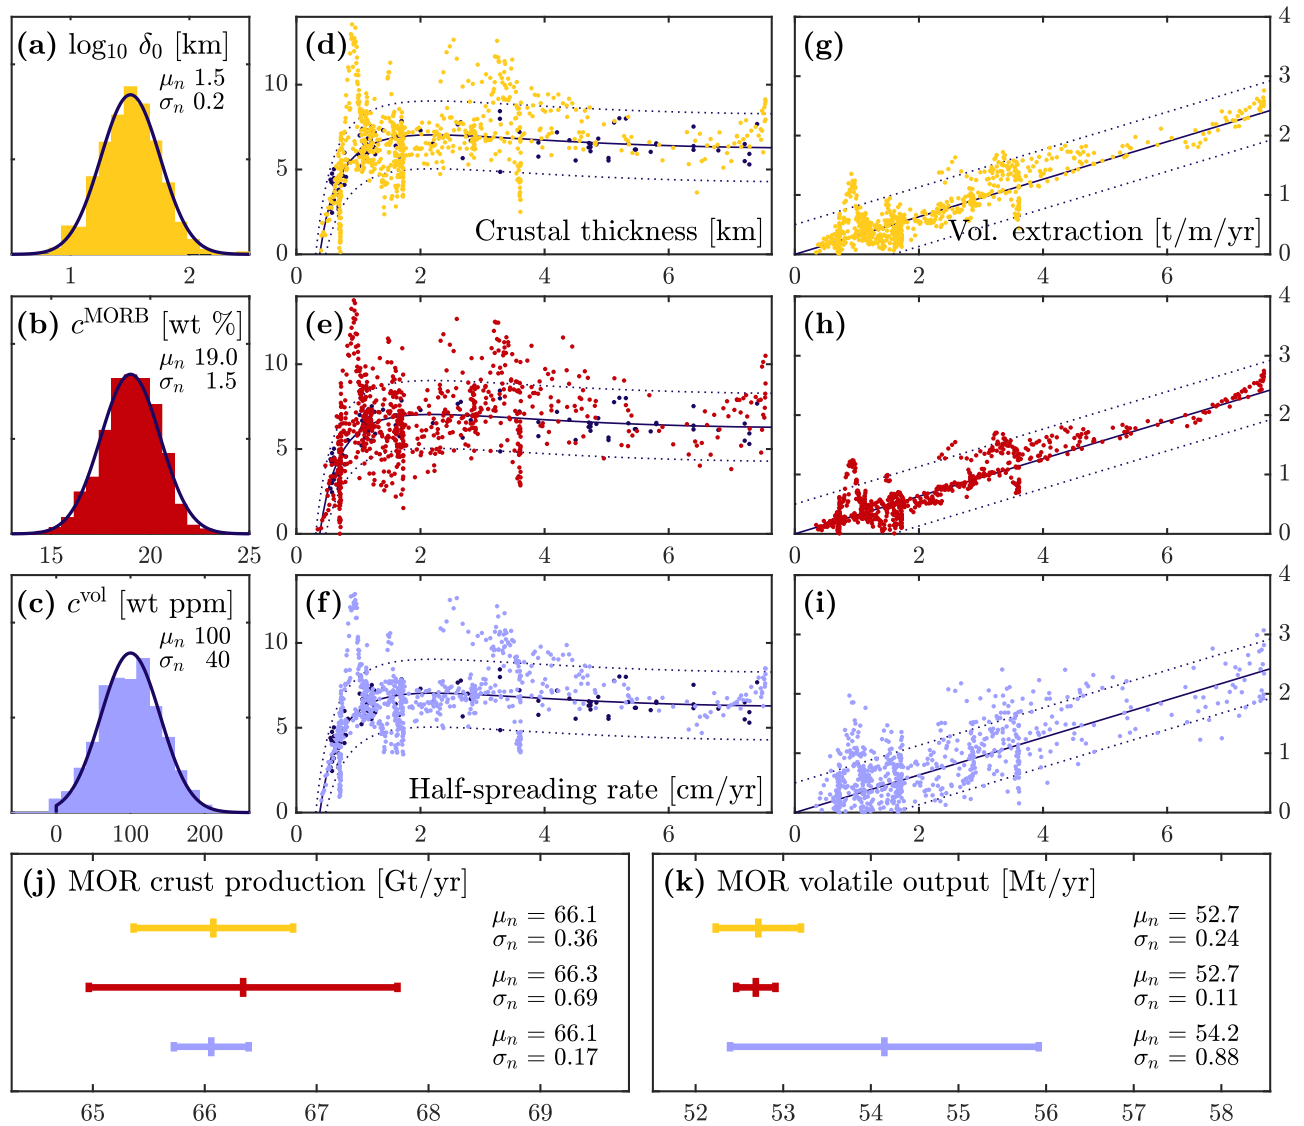 (a) log₁₀ δ₀ [km]
μₙ 1.5
σₙ 0.2
1 2
(d)
10
5
0
Crustal thickness [km]
0 2 4 6
(g)
4
3
2
1
0
Vol. extraction [t/m/yr]
0 2 4 6
(b) cᴹᴼᴿᴮ [wt %]
μₙ 19.0
σₙ 1.5
15 20 25
(e)
10
5
0
0 2 4 6
(h)
4
3
2
1
0
0 2 4 6
(c) cᵛᵒˡ [wt ppm]
μₙ 100
σₙ 40
0 100 200
(f)
10
5
0
Half-spreading rate [cm/yr]
0 2 4 6
(i)
4
3
2
1
0
0 2 4 6
(j) MOR crust production [Gt/yr]
μₙ = 66.1
σₙ = 0.36
μₙ = 66.3
σₙ = 0.69
μₙ = 66.1
σₙ = 0.17
65 66 67 68 69
(k) MOR volatile output [Mt/yr]
μₙ = 52.7
σₙ = 0.24
μₙ = 52.7
σₙ = 0.11
μₙ = 54.2
σₙ = 0.88
52 53 54 55 56 57 58